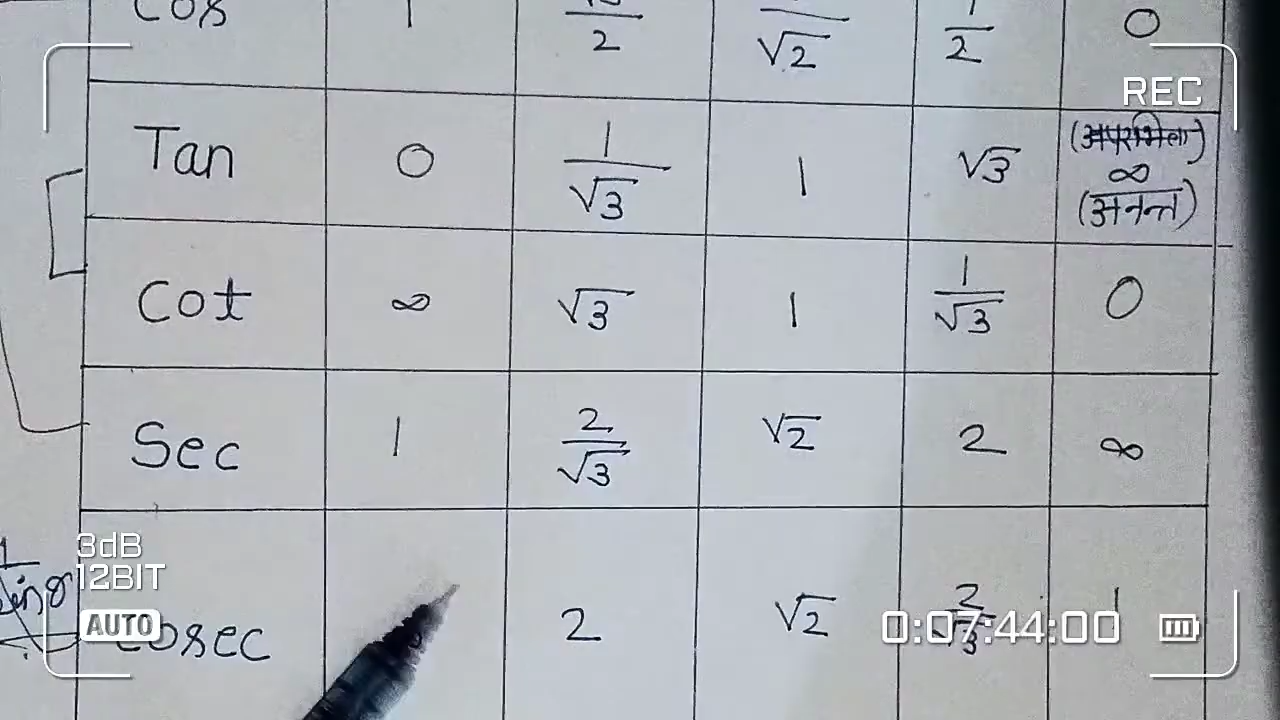 Cos 1 √3/2 1/√2 1/2 0
REC
Tan 0 1/√3 1 √3 ∞
(अनन्त)
Cot ∞ √3 1 1/√3 0
Sec 1 2/√3 √2 2 ∞
3dB
12BIT
AUTO
cosec 2 √2 2/√3 1
0:07:44:00